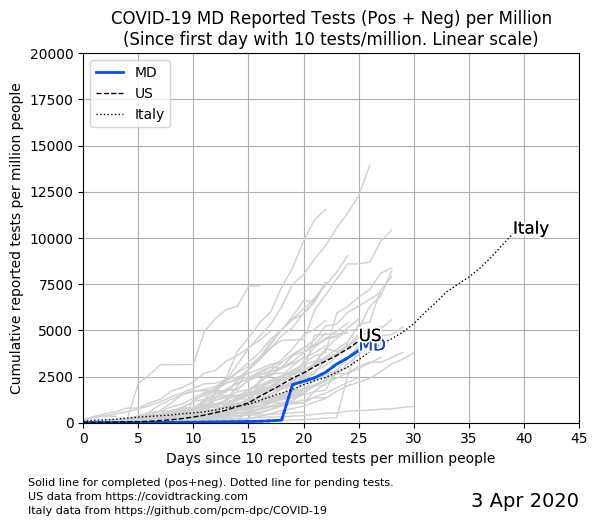 COVID-19 MD Reported Tests (Pos + Neg) per Million
(Since first day with 10 tests/million. Linear scale)
Cumulative reported tests per million people
20000
17500
15000
12500
10000
7500
5000
2500
0
MD
US
Italy
Italy
US
MD
0 5 10 15 20 25 30 35 40 45
Days since 10 reported tests per million people
Solid line for completed (pos+neg). Dotted line for pending tests.
US data from https://covidtracking.com
Italy data from https://github.com/pcm-dpc/COVID-19
3 Apr 2020